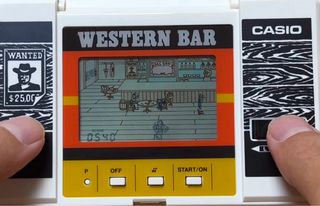 WESTERN BAR
CASIO
WANTED
$25.00
0540
P
OFF
START/ON